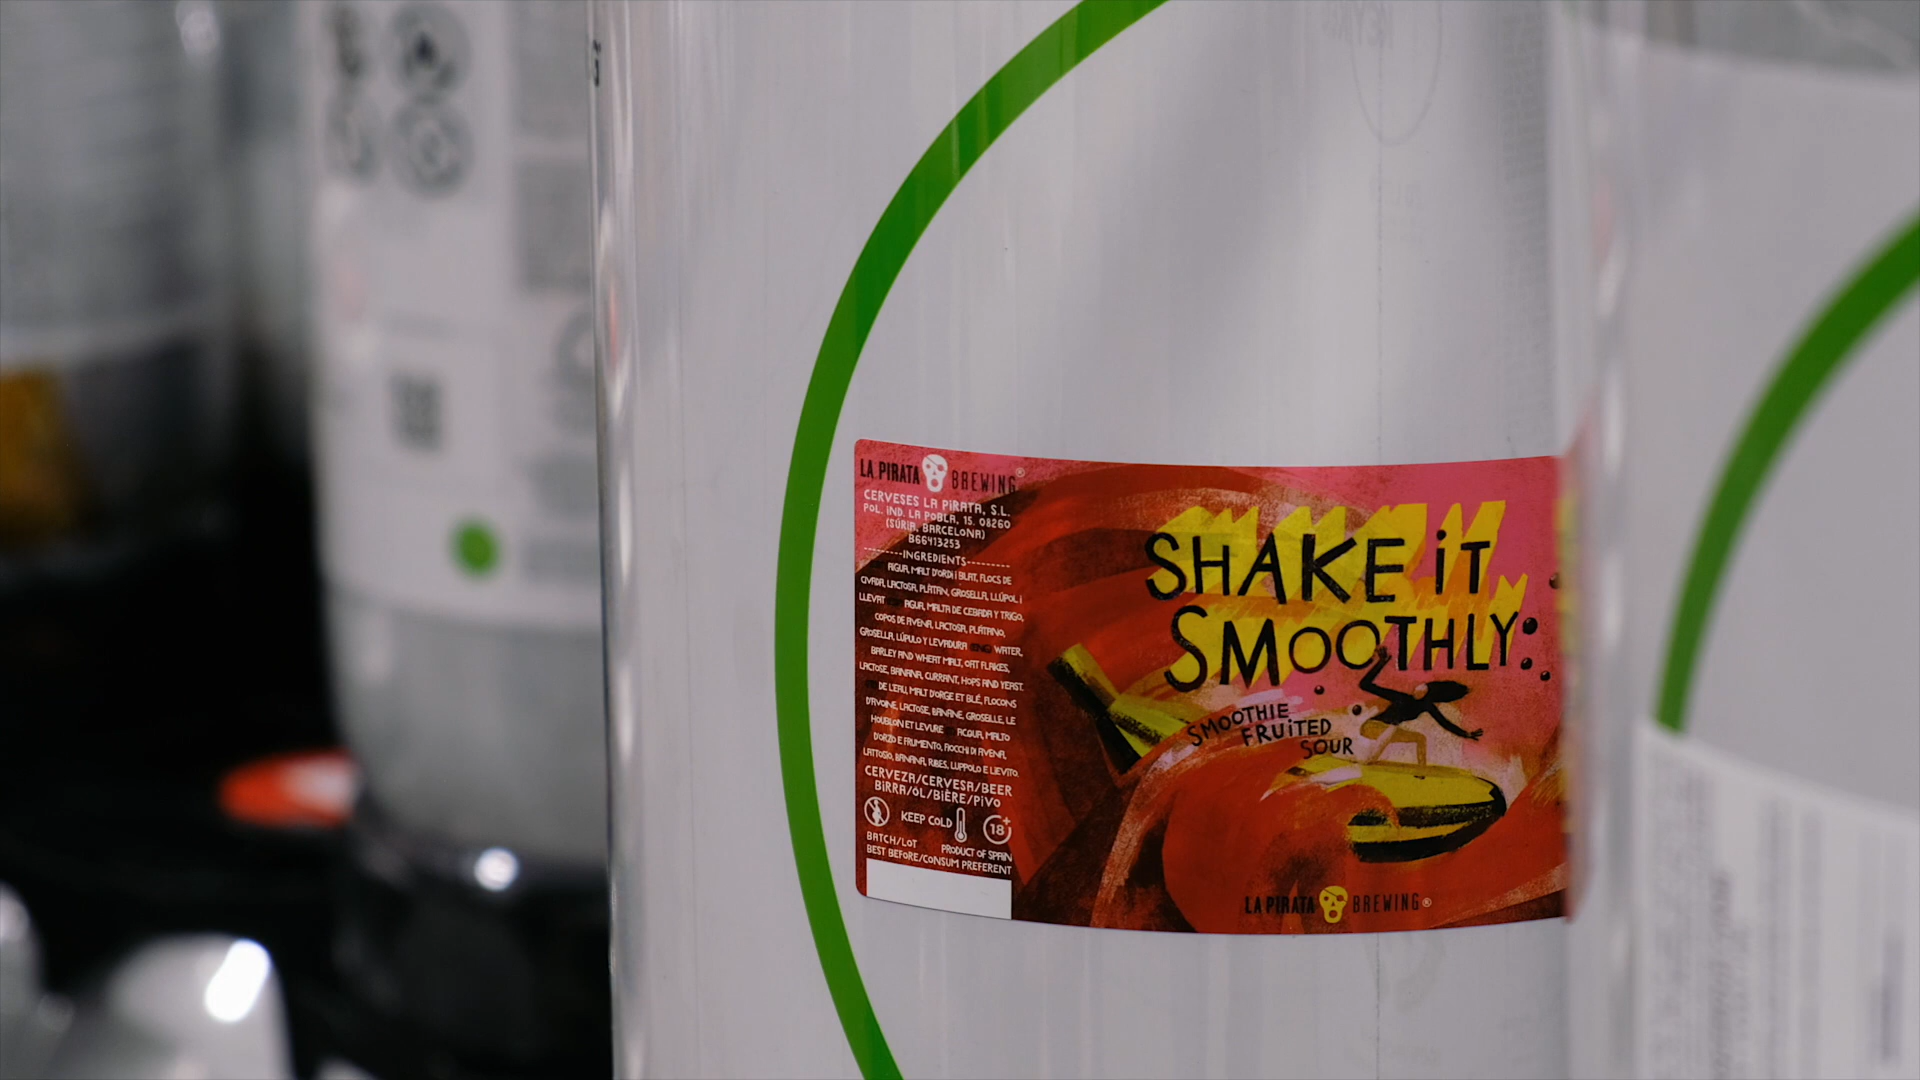 LA PIRATA BREWING®
CERVESES LA PIRATA, S.L.
POL. IND. LA POBLA, 15. 08260
(SÚRIA, BARCELONA)
B66413253
---------INGREDIENTS---------
AIGUA, MALT D'ORDI I BLAT, FLOCS DE
CIVADA, LACTOSA, PLÀTAN, GROSELLA, LLÚPOL I
LLEVAT AGUA, MALTA DE CEBADA Y TRIGO,
COPOS DE AVENA, LACTOSA, PLÁTANO,
GROSELLA, LÚPULO Y LEVADURA WATER,
BARLEY AND WHEAT MALT, OAT FLAKES,
LACTOSE, BANANA, CURRANT, HOPS AND YEAST.
DE L'EAU, MALT D'ORGE ET BLÉ, FLOCONS
D'AVOINE, LACTOSE, BANANE, GROSEILLE, LE
HOUBLON ET LEVURE ACQUA, MALTO
D'ORZO E FRUMENTO, FIOCCHI DI AVENA,
LATTOSIO, BANANA, RIBES, LUPPOLO E LIEVITO.
CERVEZA/CERVESA/BEER
BIRRA/ÖL/BIÈRE/PIVO
KEEP COLD 18+
BATCH/LOT PRODUCT OF SPAIN
BEST BEFORE/CONSUM PREFERENT
SHAKE iT
SMOOTHLY
SMOOTHIE
FRUiTED
SOUR
LA PIRATA BREWING®